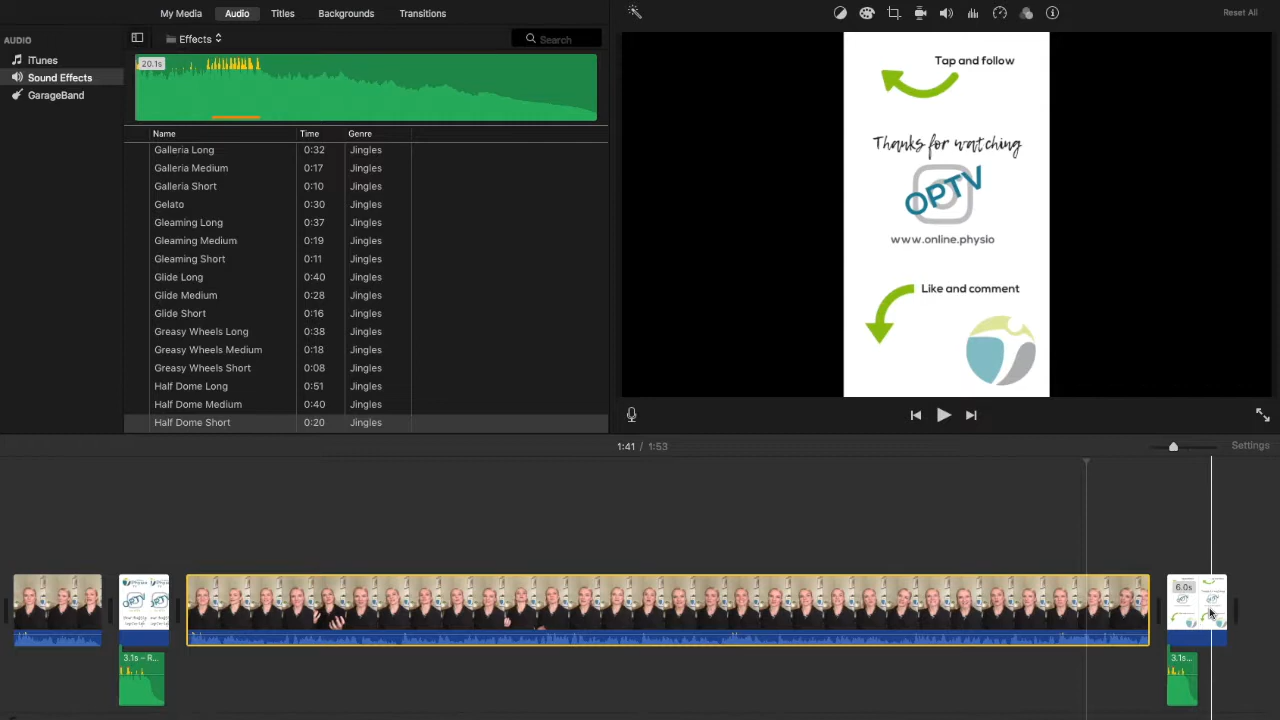 My Media
Audio
Titles
Backgrounds
Transitions
Reset All
AUDIO
iTunes
Sound Effects
GarageBand
Effects
Search
20.1s
Name Time Genre
Galleria Long 0:32 Jingles
Galleria Medium 0:17 Jingles
Galleria Short 0:10 Jingles
Gelato 0:30 Jingles
Gleaming Long 0:37 Jingles
Gleaming Medium 0:19 Jingles
Gleaming Short 0:11 Jingles
Glide Long 0:40 Jingles
Glide Medium 0:28 Jingles
Glide Short 0:16 Jingles
Greasy Wheels Long 0:38 Jingles
Greasy Wheels Medium 0:18 Jingles
Greasy Wheels Short 0:08 Jingles
Half Dome Long 0:51 Jingles
Half Dome Medium 0:40 Jingles
Half Dome Short 0:20 Jingles
Tap and follow
Thanks for watching
OPTV
www.online.physio
Like and comment
1:41 / 1:53
Settings
6.0s
3.1s – R...
3.1s...